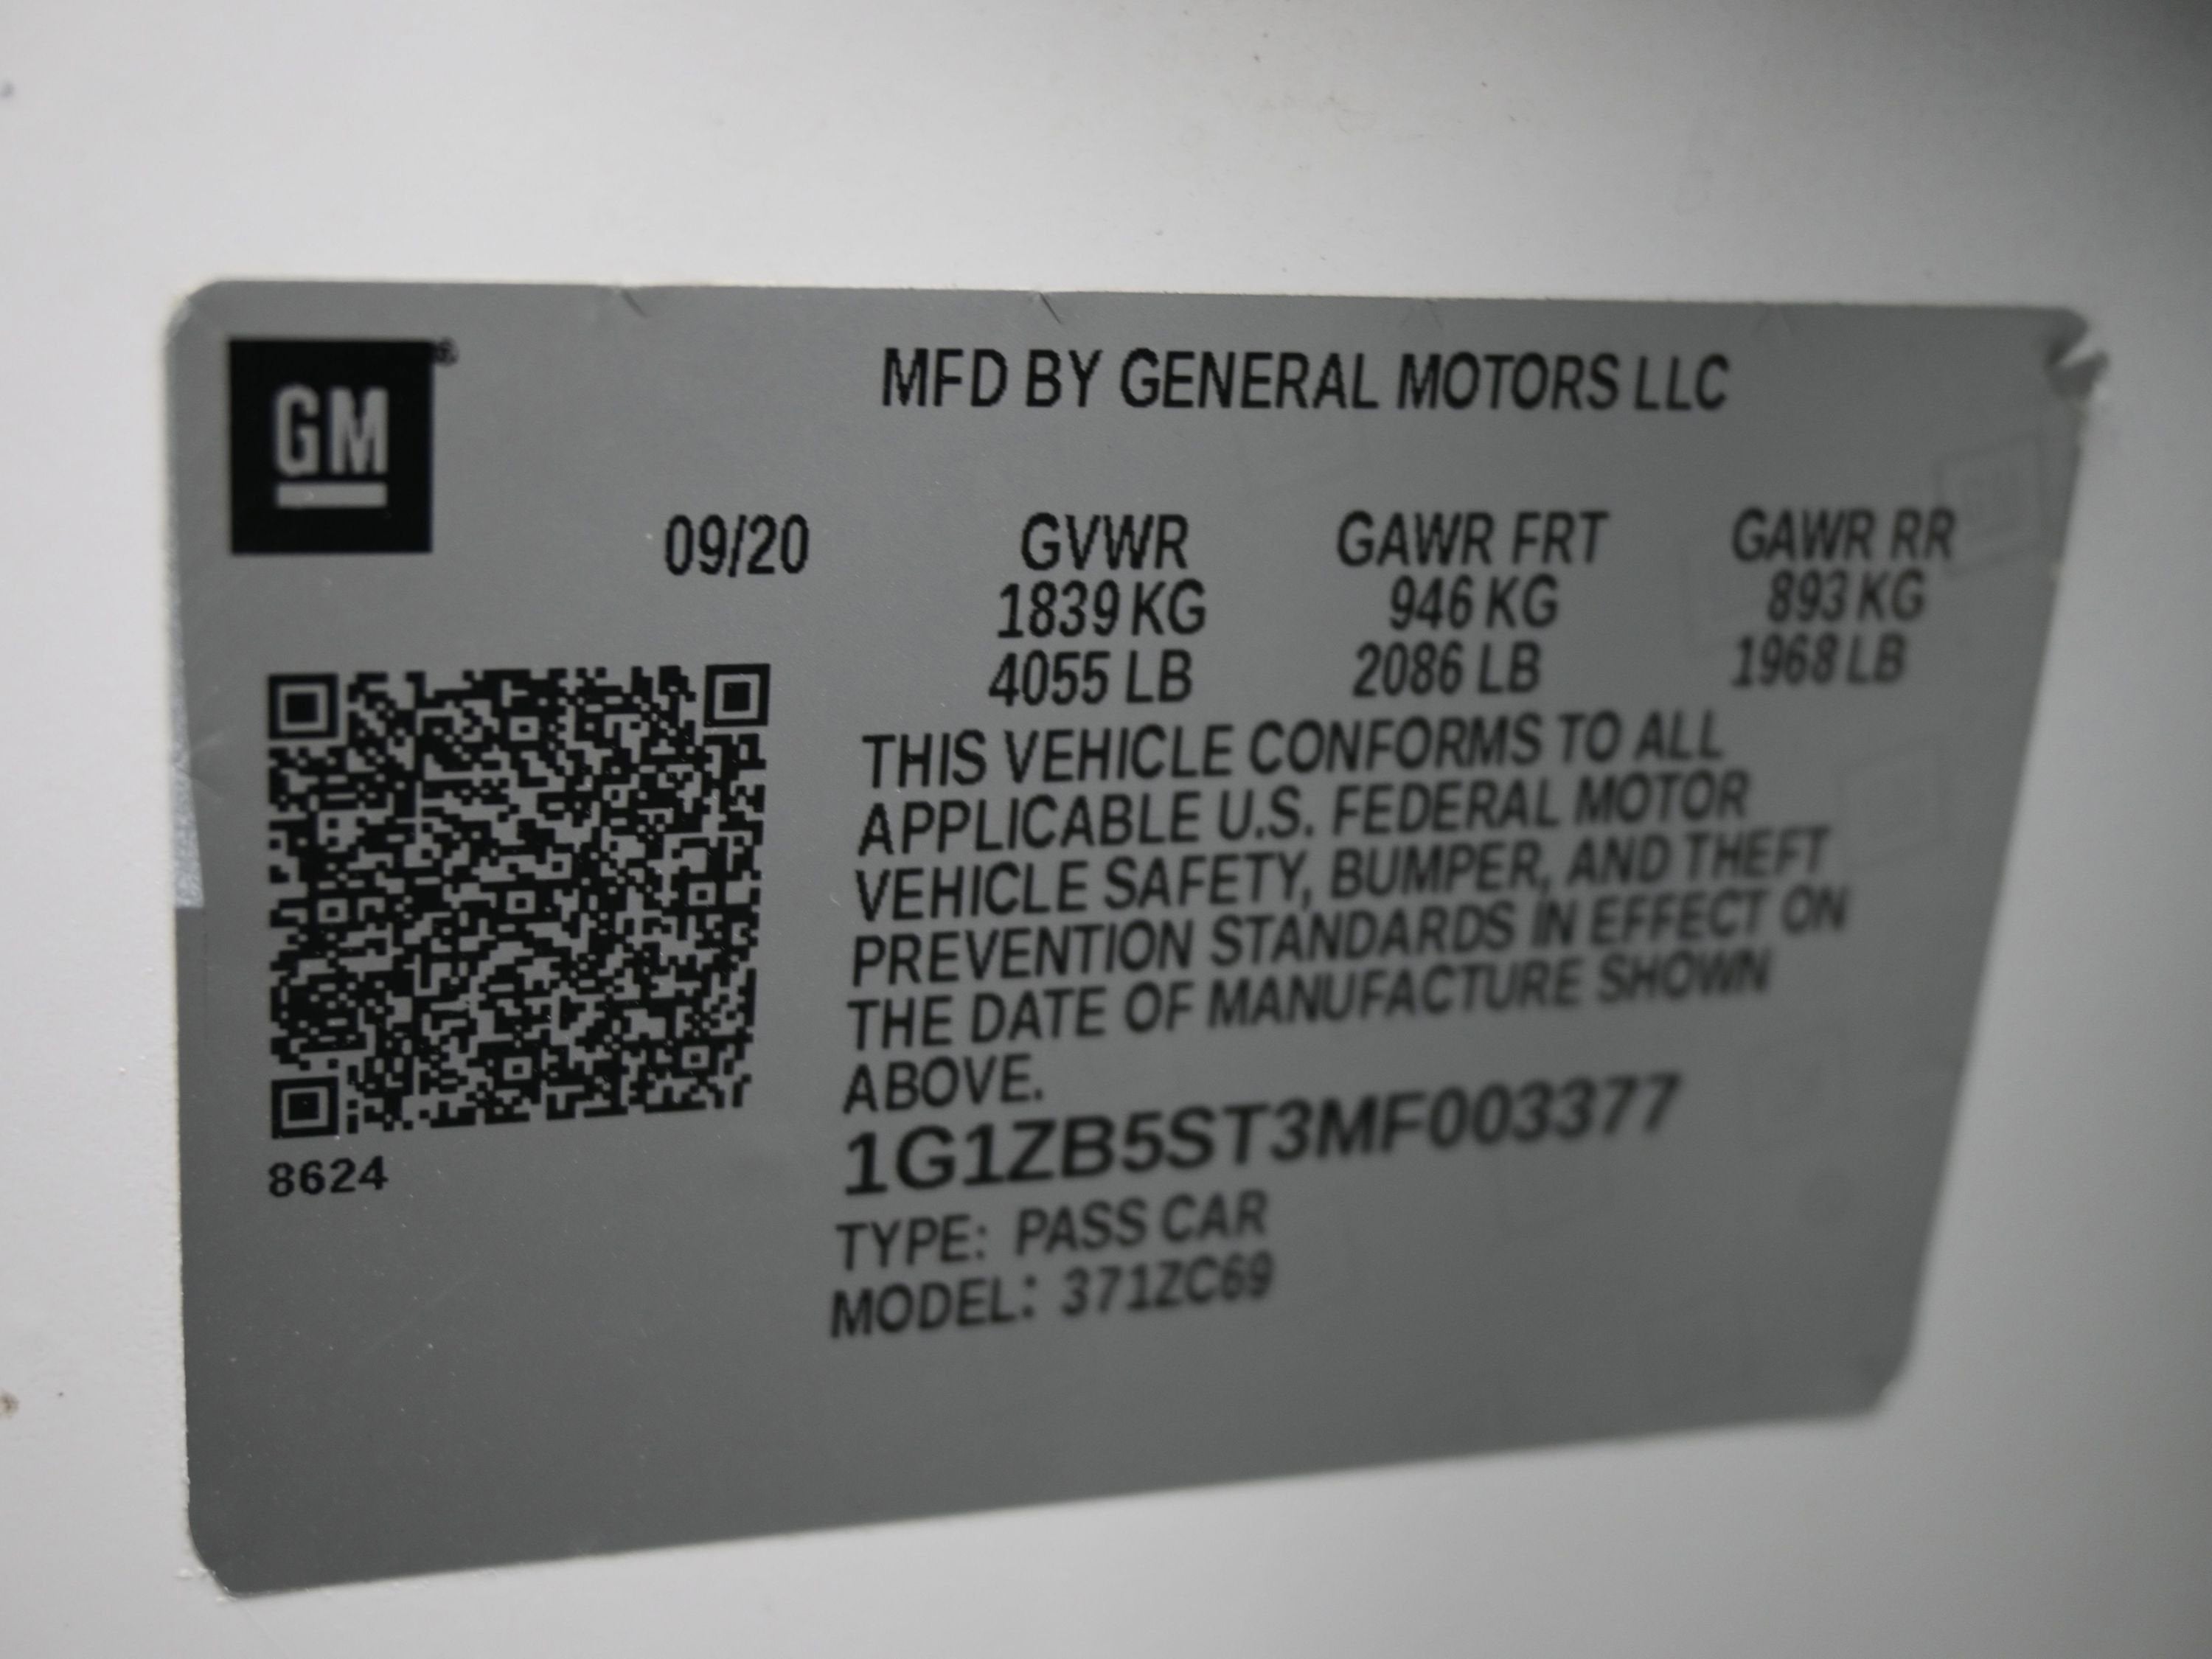 GM
MFD BY GENERAL MOTORS LLC
09/20
GVWR GAWR FRT GAWR RR
1839 KG 946 KG 893 KG
4055 LB 2086 LB 1968 LB
THIS VEHICLE CONFORMS TO ALL
APPLICABLE U.S. FEDERAL MOTOR
VEHICLE SAFETY, BUMPER, AND THEFT
PREVENTION STANDARDS IN EFFECT ON
THE DATE OF MANUFACTURE SHOWN
ABOVE.
1G1ZB5ST3MF003377
TYPE: PASS CAR
MODEL: 371ZC69
8624